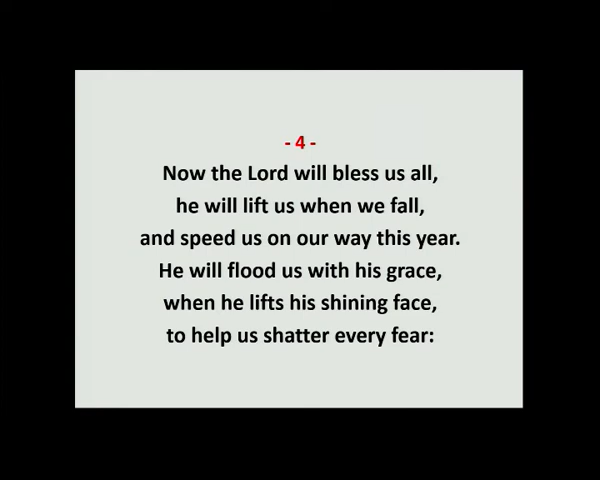 - 4 -
Now the Lord will bless us all,
he will lift us when we fall,
and speed us on our way this year.
He will flood us with his grace,
when he lifts his shining face,
to help us shatter every fear: